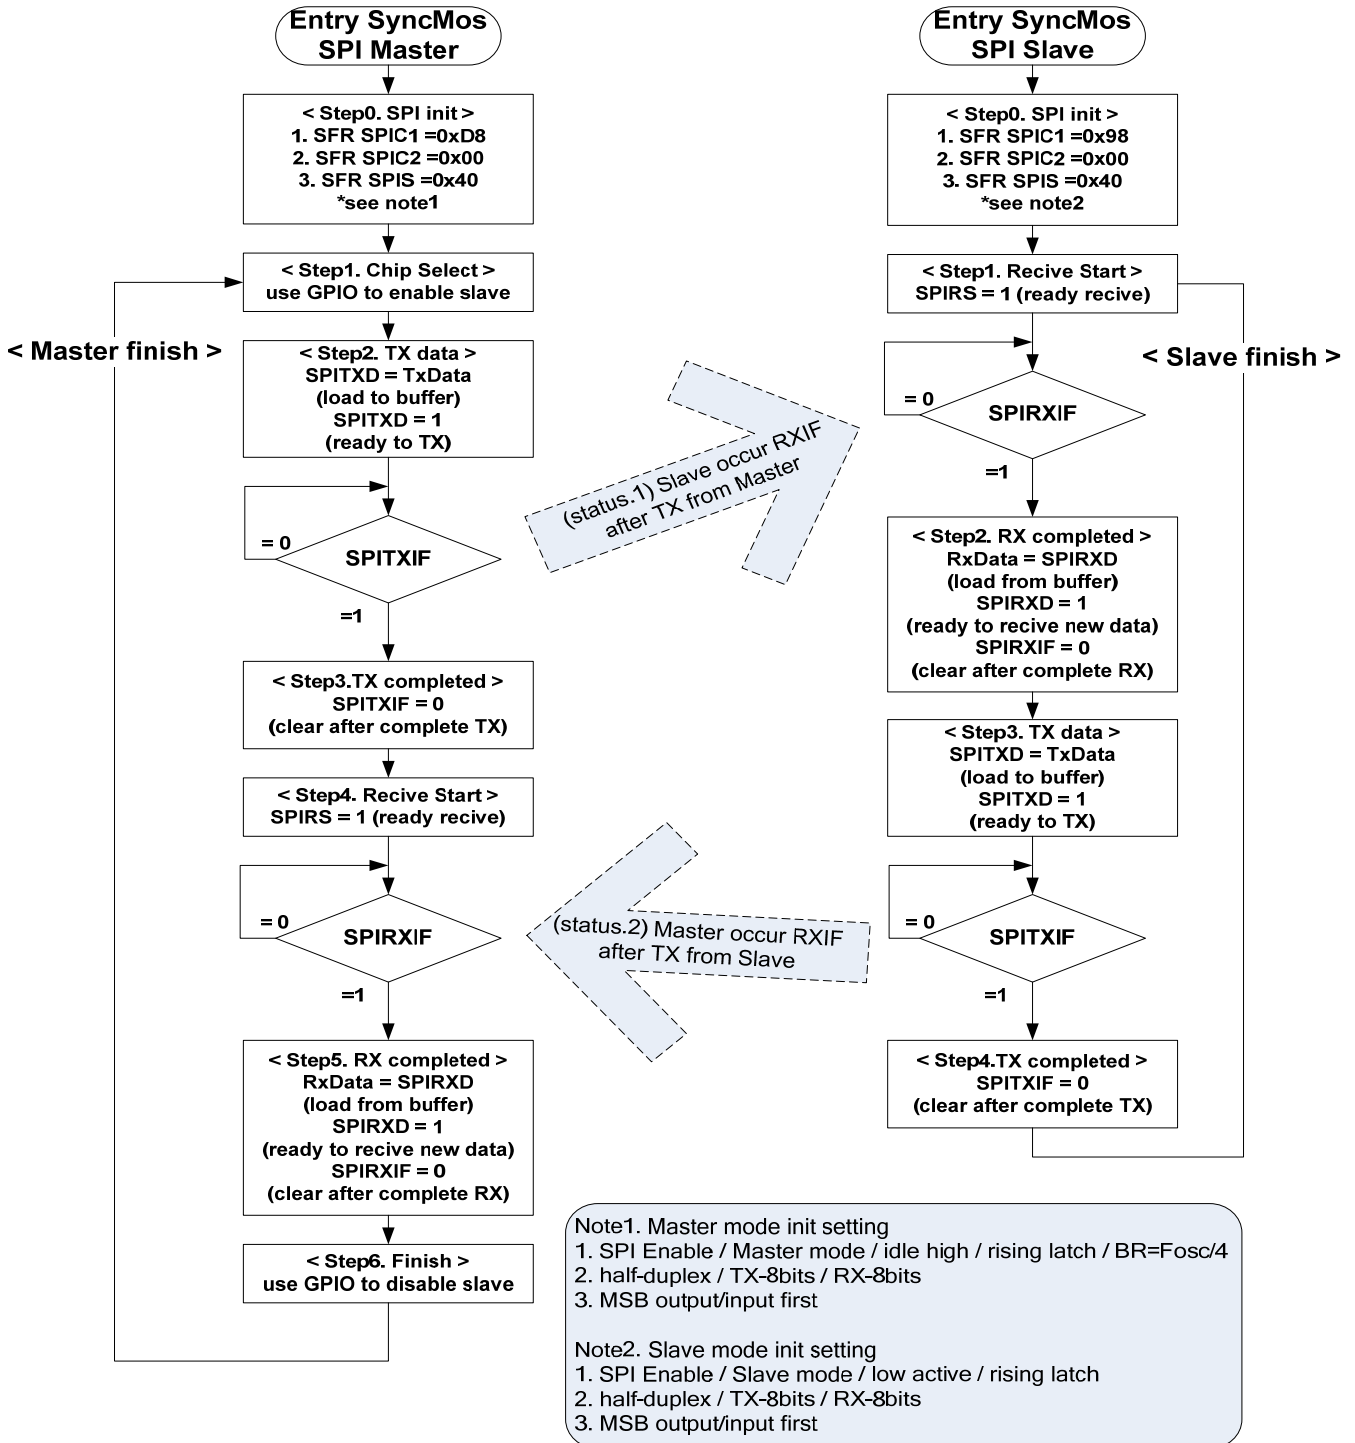 Entry SyncMos
SPI Master
< Step0. SPI init >
1. SFR SPIC1 =0xD8
2. SFR SPIC2 =0x00
3. SFR SPIS =0x40
*see note1
< Step1. Chip Select >
use GPIO to enable slave
< Master finish >
< Step2. TX data >
SPITXD = TxData
(load to buffer)
SPITXD = 1
(ready to TX)
= 0
SPITXIF
=1
< Step3.TX completed >
SPITXIF = 0
(clear after complete TX)
< Step4. Recive Start >
SPIRS = 1 (ready recive)
= 0
SPIRXIF
=1
< Step5. RX completed >
RxData = SPIRXD
(load from buffer)
SPIRXD = 1
(ready to recive new data)
SPIRXIF = 0
(clear after complete RX)
< Step6. Finish >
use GPIO to disable slave
(status.1) Slave occur RXIF
after TX from Master
(status.2) Master occur RXIF
after TX from Slave
Entry SyncMos
SPI Slave
< Step0. SPI init >
1. SFR SPIC1 =0x98
2. SFR SPIC2 =0x00
3. SFR SPIS =0x40
*see note2
< Step1. Recive Start >
SPIRS = 1 (ready recive)
< Slave finish >
= 0
SPIRXIF
=1
< Step2. RX completed >
RxData = SPIRXD
(load from buffer)
SPIRXD = 1
(ready to recive new data)
SPIRXIF = 0
(clear after complete RX)
< Step3. TX data >
SPITXD = TxData
(load to buffer)
SPITXD = 1
(ready to TX)
= 0
SPITXIF
=1
< Step4.TX completed >
SPITXIF = 0
(clear after complete TX)
Note1. Master mode init setting
1. SPI Enable / Master mode / idle high / rising latch / BR=Fosc/4
2. half-duplex / TX-8bits / RX-8bits
3. MSB output/input first
Note2. Slave mode init setting
1. SPI Enable / Slave mode / low active / rising latch
2. half-duplex / TX-8bits / RX-8bits
3. MSB output/input first